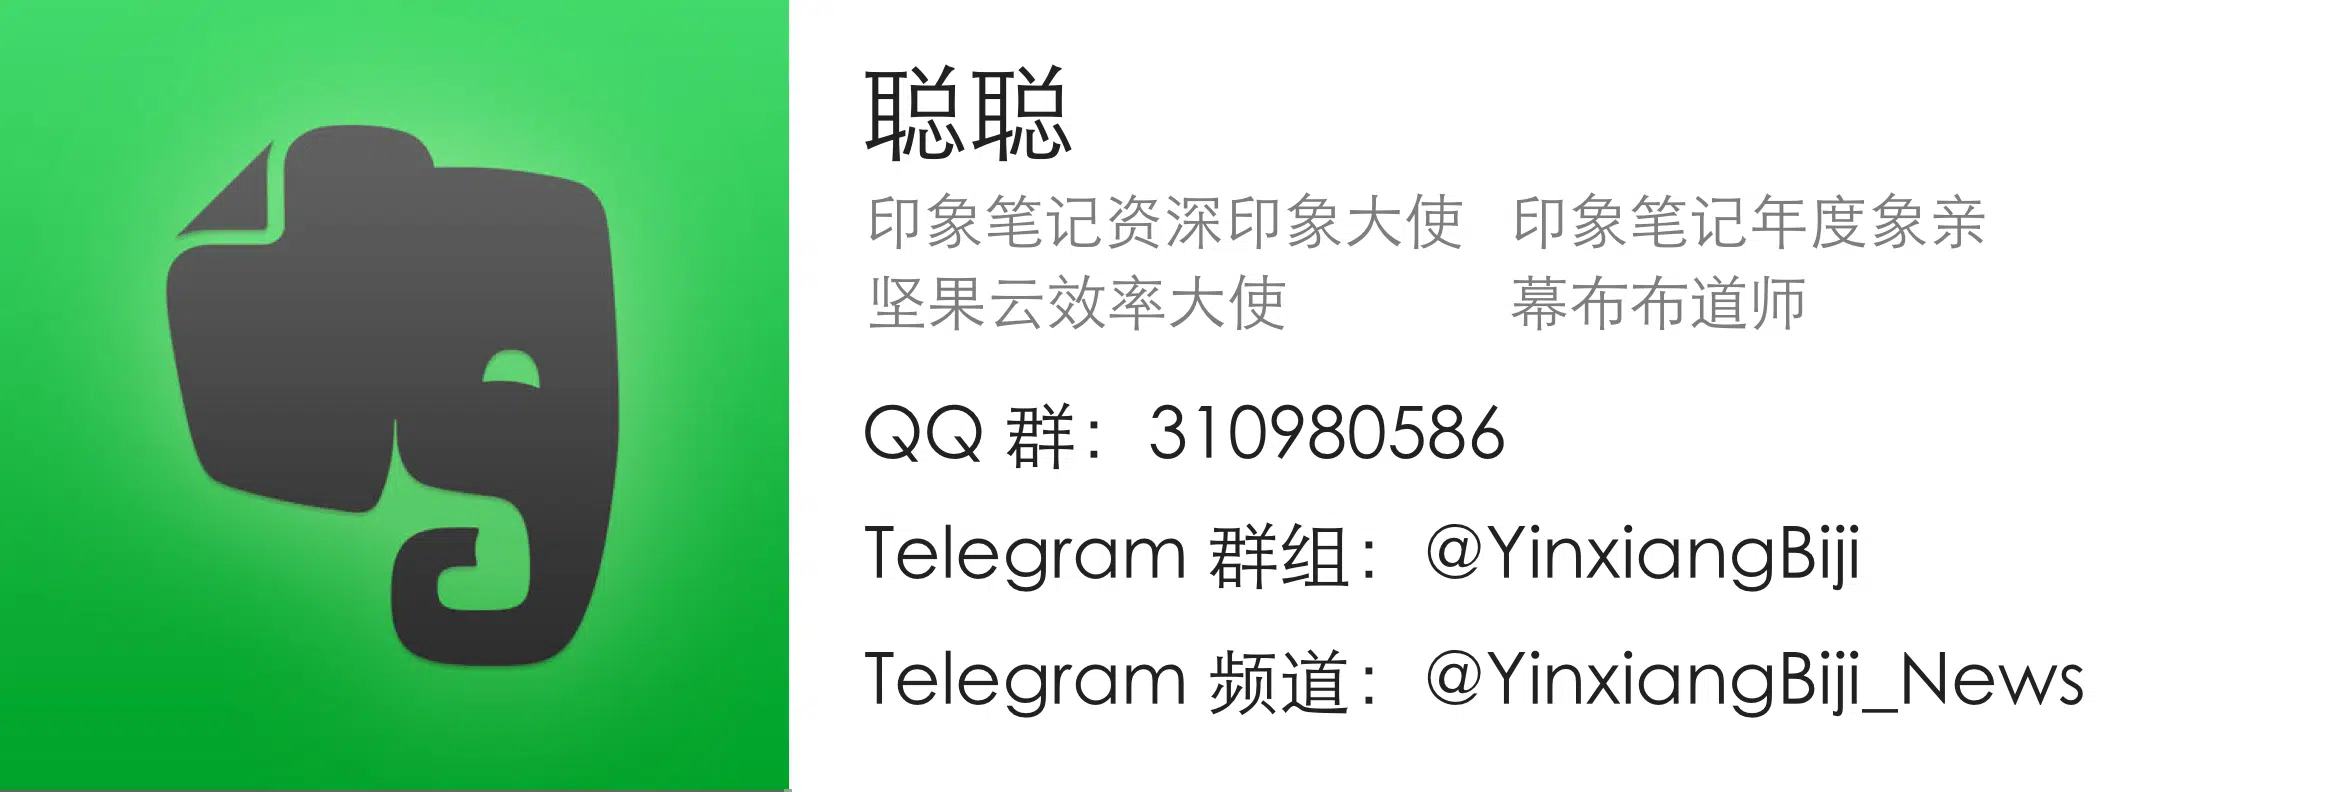 聪聪
印象笔记资深印象大使 印象笔记年度象亲
坚果云效率大使 幕布布道师
QQ 群：310980586
Telegram 群组：@YinxiangBiji
Telegram 频道：@YinxiangBiji_News